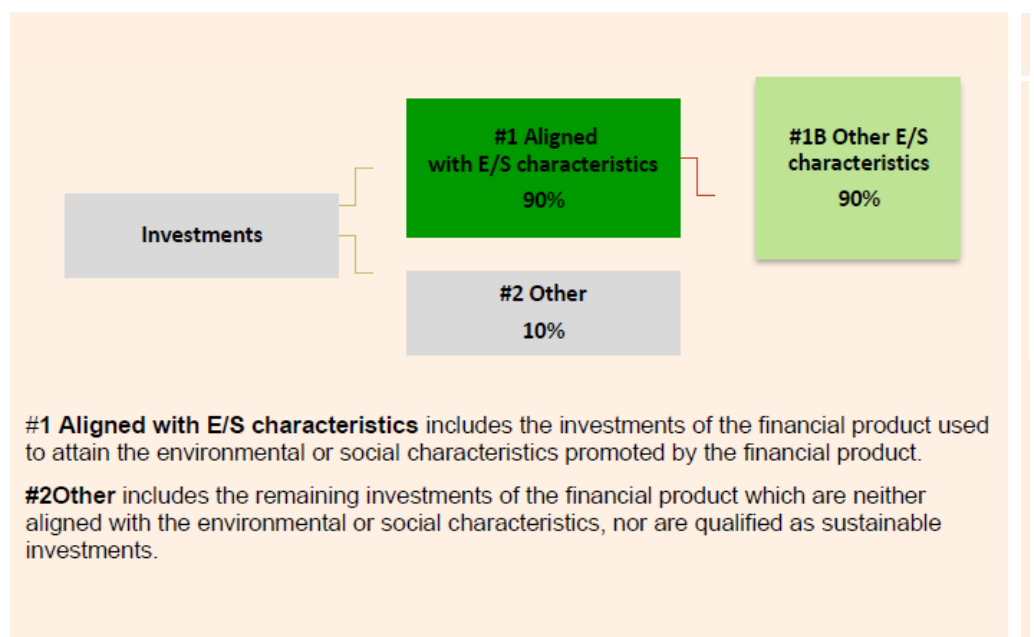 #1 Aligned
with E/S characteristics
90%
#1B Other E/S
characteristics
90%
Investments
#2 Other
10%
#1 Aligned with E/S characteristics includes the investments of the financial product used
to attain the environmental or social characteristics promoted by the financial product.
#2Other includes the remaining investments of the financial product which are neither
aligned with the environmental or social characteristics, nor are qualified as sustainable
investments.